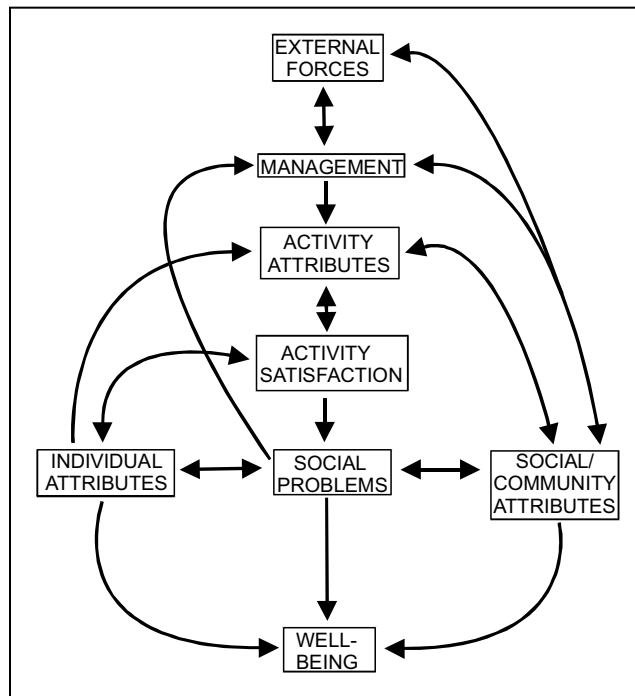 EXTERNAL
FORCES
MANAGEMENT
ACTIVITY
ATTRIBUTES
ACTIVITY
SATISFACTION
INDIVIDUAL
ATTRIBUTES
SOCIAL
PROBLEMS
SOCIAL/
COMMUNITY
ATTRIBUTES
WELL-
BEING